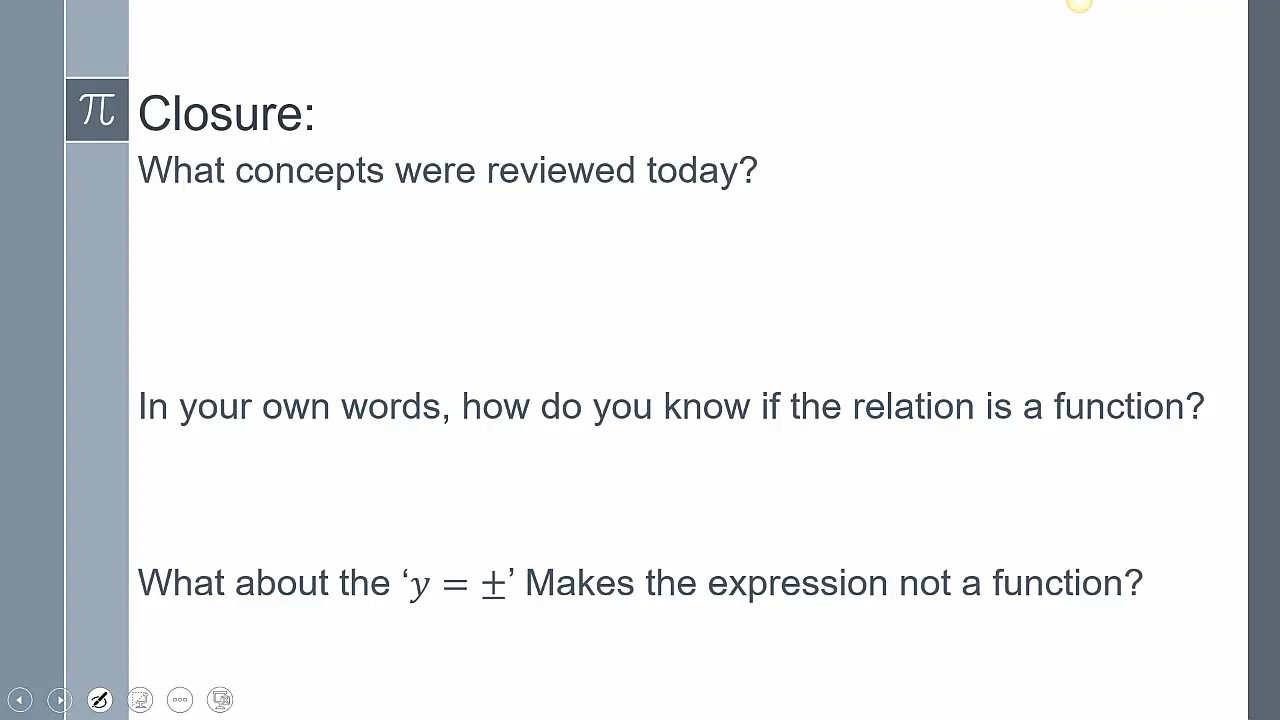 π
Closure:
What concepts were reviewed today?
In your own words, how do you know if the relation is a function?
What about the ‘𝑦 = ±’ Makes the expression not a function?